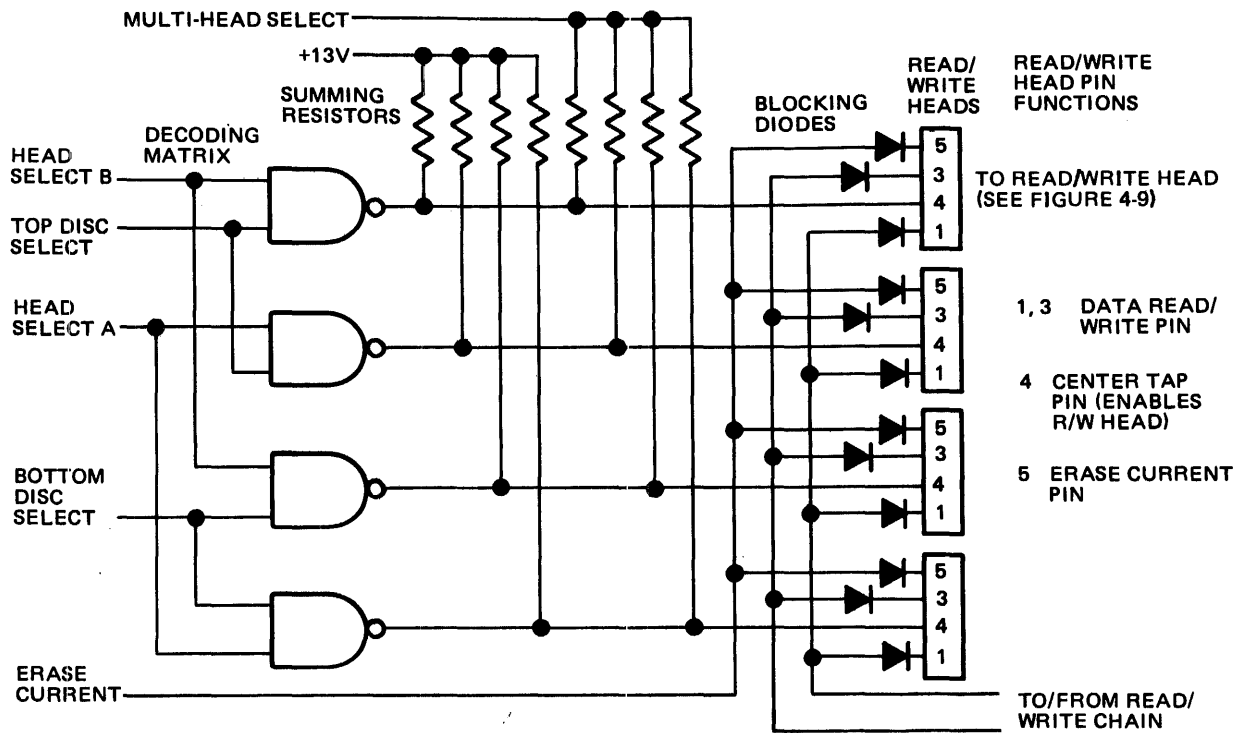 MULTI-HEAD SELECT
+13V
SUMMING
RESISTORS
DECODING
MATRIX
HEAD
SELECT B
TOP DISC
SELECT
HEAD
SELECT A
BOTTOM
DISC
SELECT
ERASE
CURRENT
BLOCKING
DIODES
READ/
WRITE
HEADS
READ/WRITE
HEAD PIN
FUNCTIONS
5
3
4
1
TO READ/WRITE HEAD
(SEE FIGURE 4-9)
5
3
4
1
1, 3 DATA READ/
WRITE PIN
4 CENTER TAP
PIN (ENABLES
R/W HEAD)
5
3
4
1
5 ERASE CURRENT
PIN
5
3
4
1
TO/FROM READ/
WRITE CHAIN